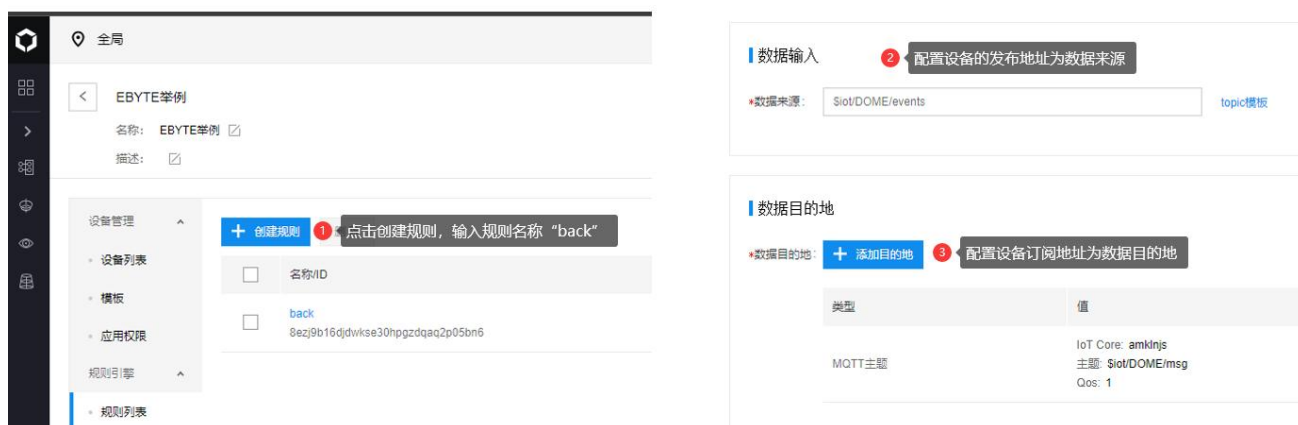 全局
EBYTE举例
名称: EBYTE举例
描述:
设备管理
设备列表
模板
应用权限
规则引擎
规则列表
创建规则
1 点击创建规则，输入规则名称“back”
名称/ID
back
8ezj9b16djdwkse30hpgzdqaq2p05bn6
数据输入
2 配置设备的发布地址为数据来源
*数据来源: $iot/DOME/events topic模板
数据目的地
*数据目的地: 添加目的地
3 配置设备订阅地址为数据目的地
类型 值
MQTT主题
IoT Core: amklnjs
主题: $iot/DOME/msg
Qos: 1